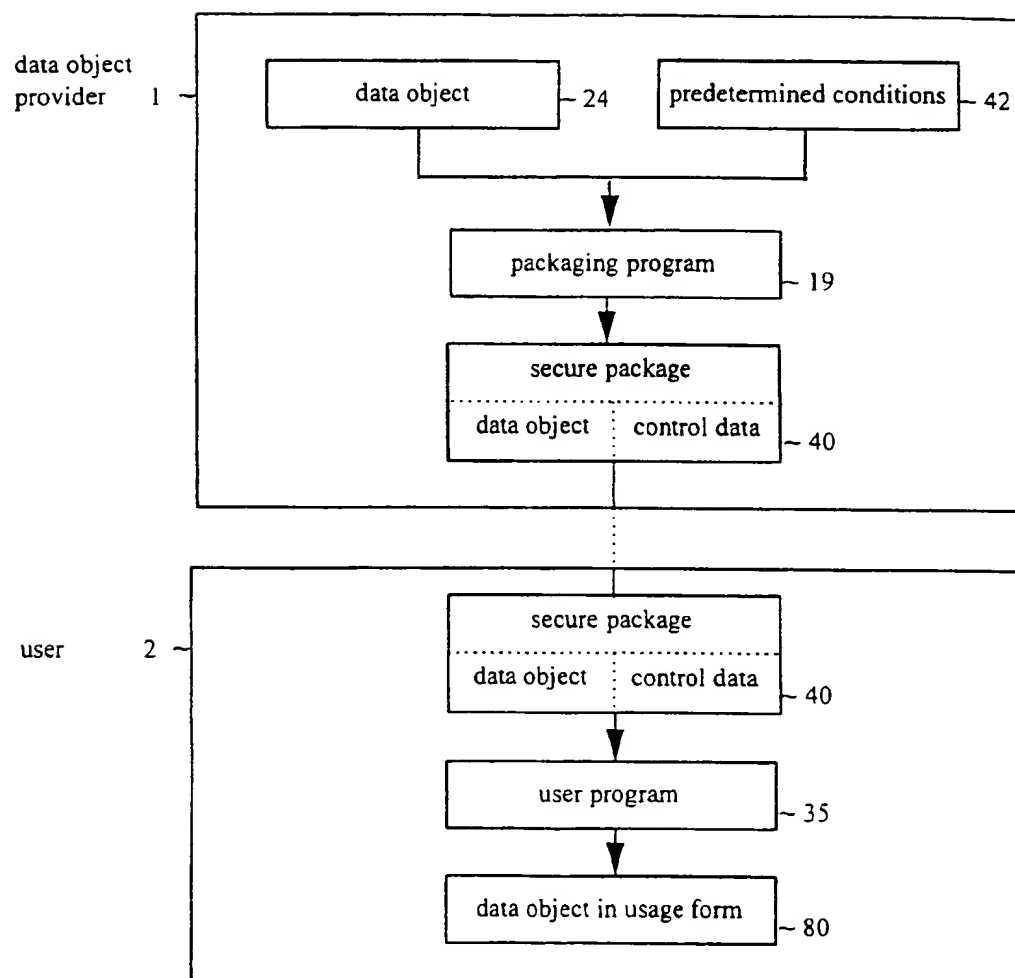 data object
provider 1 ~
data object ~ 24
predetermined conditions ~ 42
packaging program ~ 19
secure package
data object control data ~ 40
user 2 ~
secure package
data object control data ~ 40
user program ~ 35
data object in usage form ~ 80